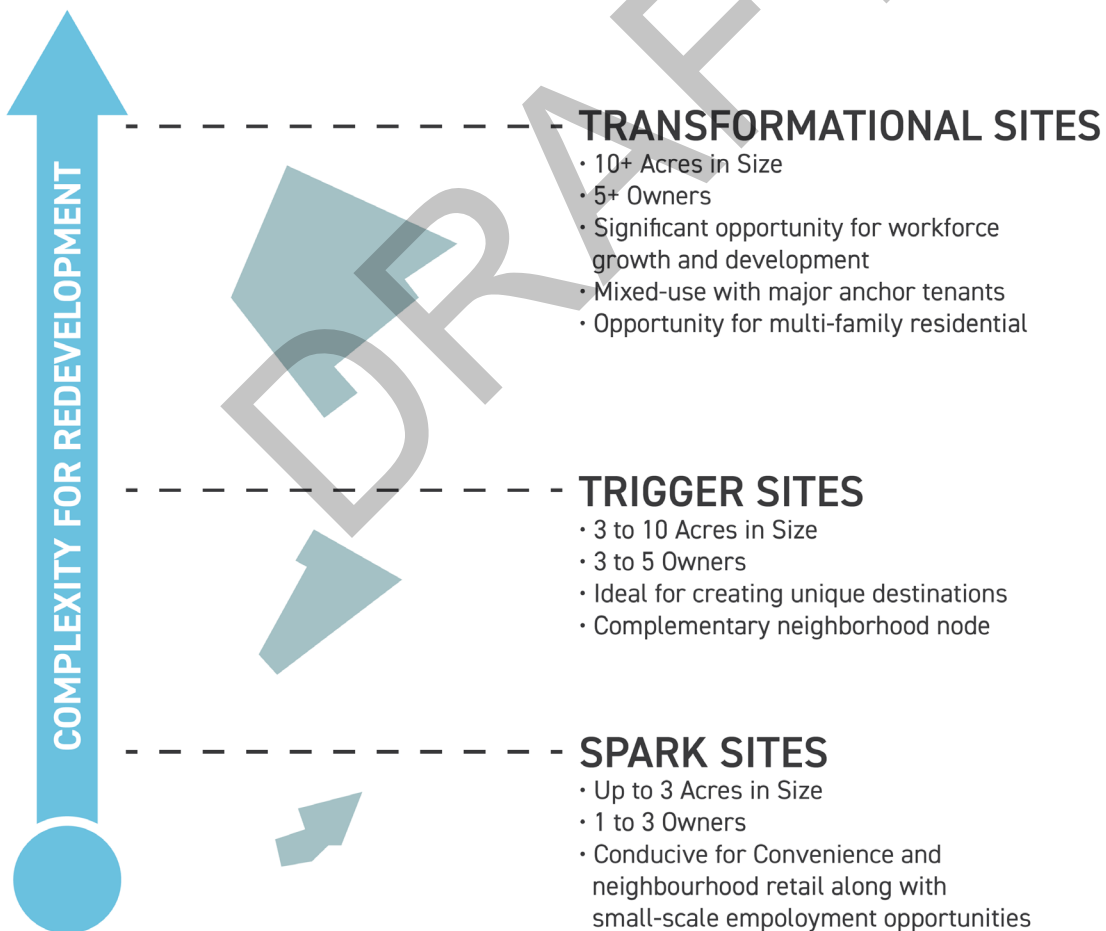 COMPLEXITY FOR REDEVELOPMENT
DRAF
TRANSFORMATIONAL SITES
· 10+ Acres in Size
· 5+ Owners
· Significant opportunity for workforce
growth and development
· Mixed-use with major anchor tenants
· Opportunity for multi-family residential
TRIGGER SITES
· 3 to 10 Acres in Size
· 3 to 5 Owners
· Ideal for creating unique destinations
· Complementary neighborhood node
SPARK SITES
· Up to 3 Acres in Size
· 1 to 3 Owners
· Conducive for Convenience and
neighbourhood retail along with
small-scale empoloyment opportunities